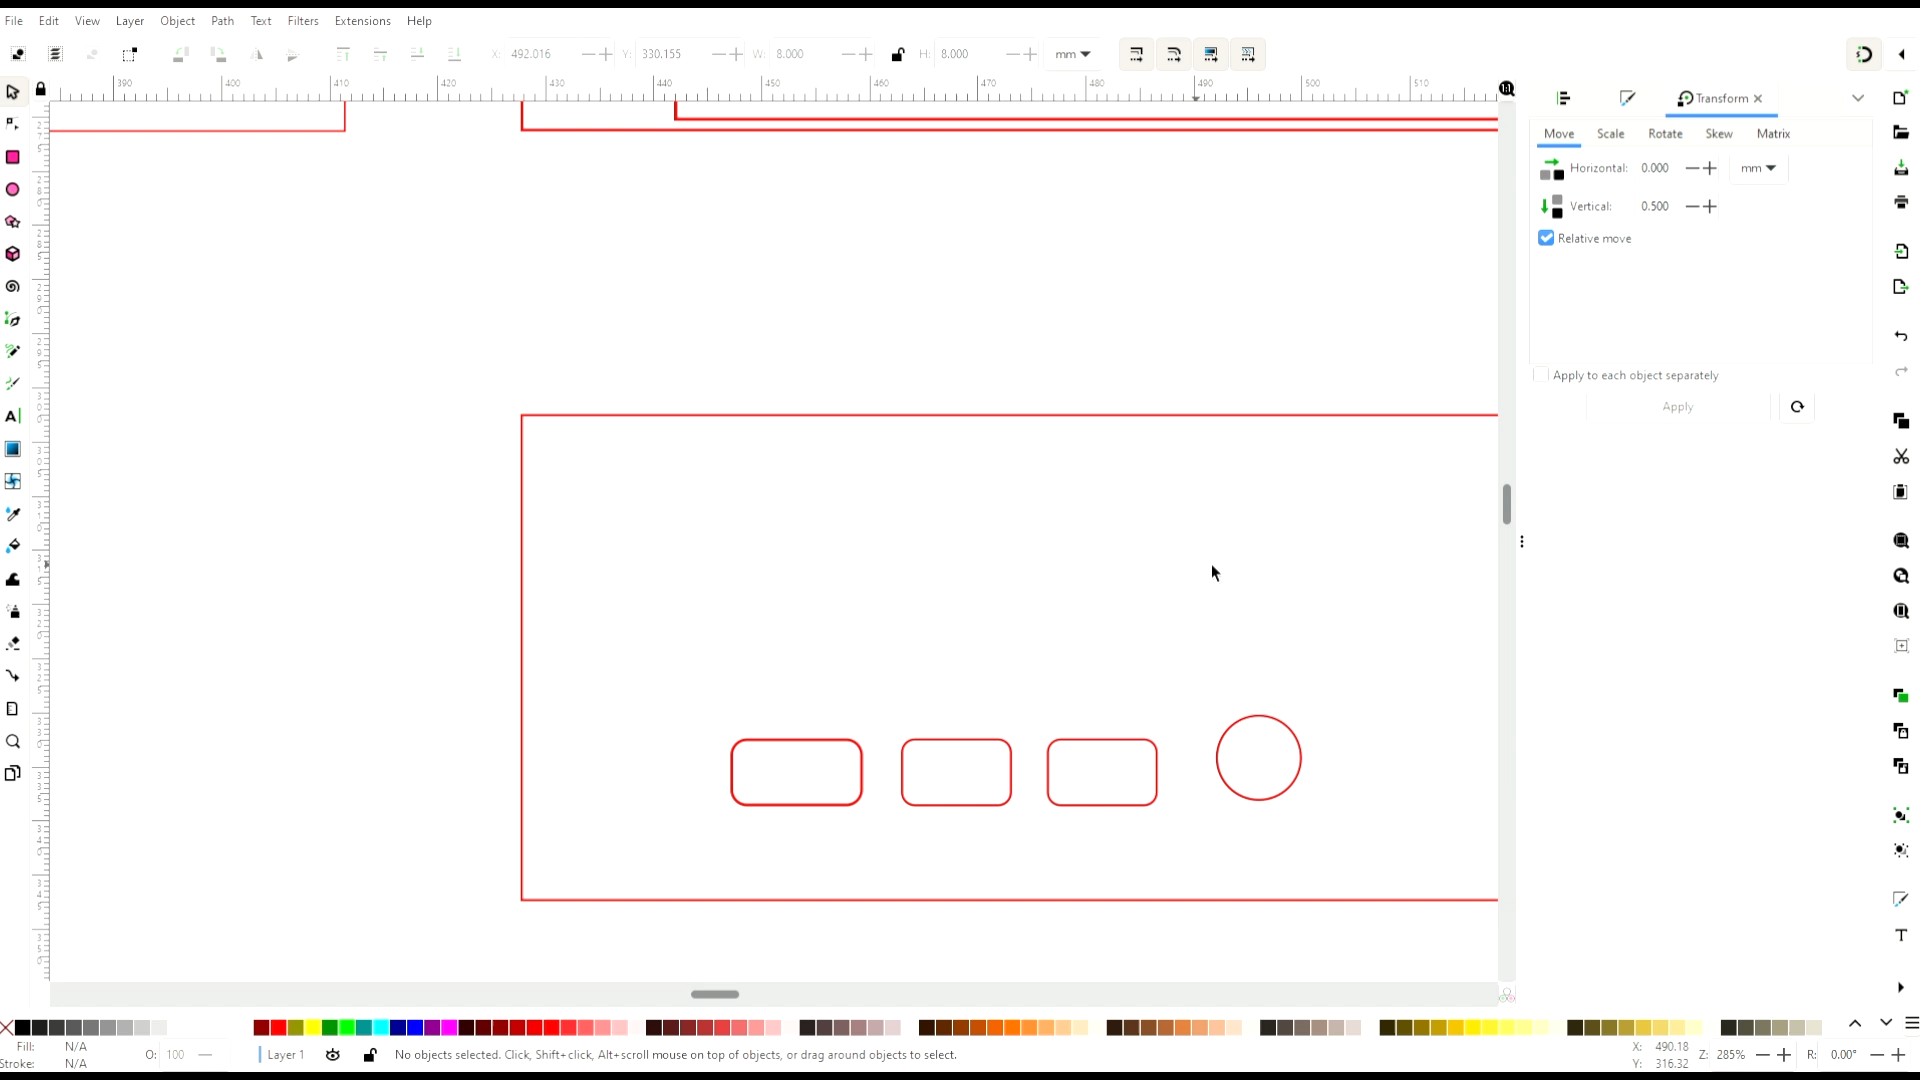 File Edit View Layer Object Path Text Filters Extensions Help
X: 492.016 Y: 330.155 W: 8.000 H: 8.000 mm
390 400 410 420 430 440 450 460 470 480 490 500 510
Transform
Move Scale Rotate Skew Matrix
Horizontal: 0.000 mm
Vertical: 0.500
Relative move
Apply to each object separately
Apply
Fill: N/A
Stroke: N/A
O: 100
Layer 1
No objects selected. Click, Shift+click, Alt+scroll mouse on top of objects, or drag around objects to select.
X: 490.18
Y: 316.32
Z: 285%
R: 0.00°